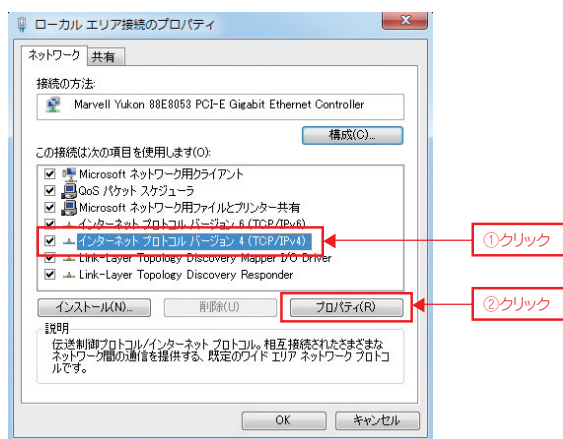 ローカル エリア接続のプロパティ
ネットワーク 共有
接続の方法:
Marvell Yukon 88E8053 PCI-E Gigabit Ethernet Controller
構成(C)...
この接続は次の項目を使用します(O):
Microsoft ネットワーク用クライアント
QoS パケット スケジューラ
Microsoft ネットワーク用ファイルとプリンター共有
インターネット プロトコル バージョン 6 (TCP/IPv6)
インターネット プロトコル バージョン 4 (TCP/IPv4)
①クリック
Link-Layer Topology Discovery Mapper I/O Driver
Link-Layer Topology Discovery Responder
インストール(N)... 削除(U) プロパティ(R)
②クリック
説明
伝送制御プロトコル/インターネット プロトコル。相互接続されたさまざまな
ネットワーク間の通信を提供する、既定のワイド エリア ネットワーク プロトコ
ルです。
OK キャンセル